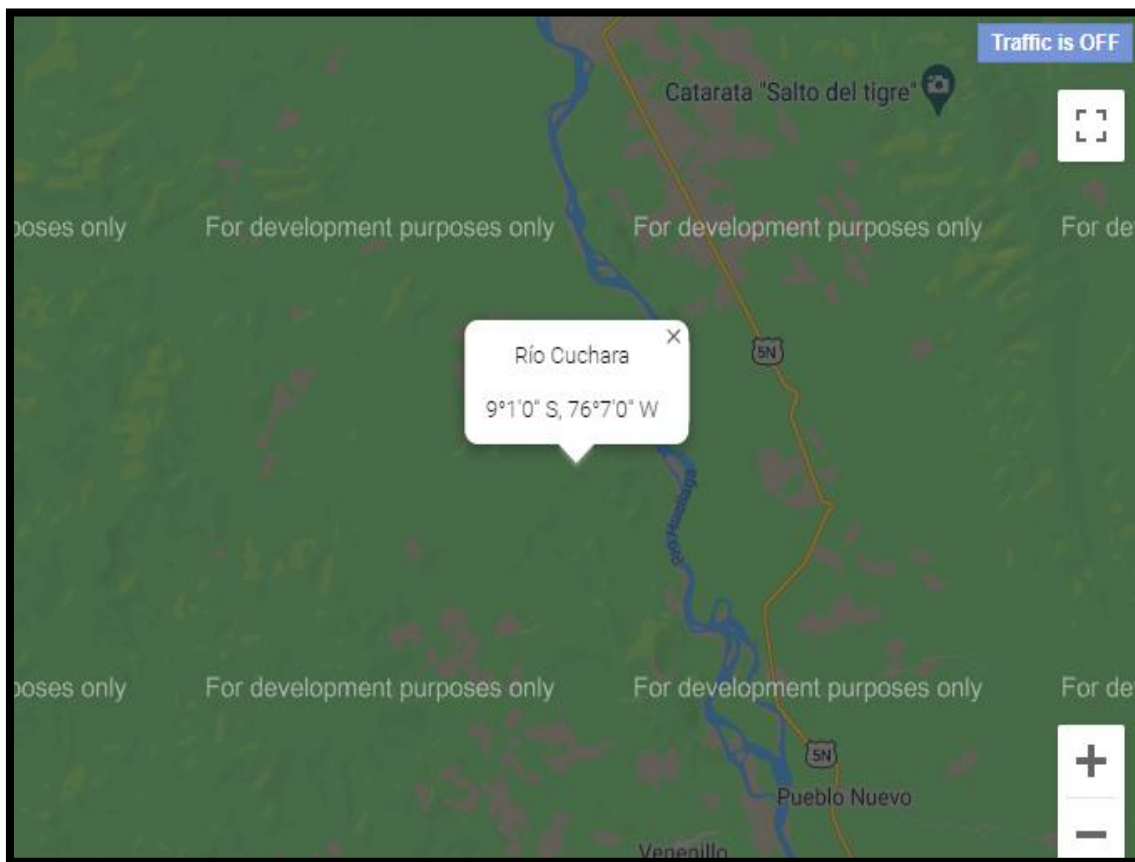 Traffic is OFF
Catarata "Salto del tigre"
poses only
For development purposes only
For development purposes only
For de
Río Cuchara
5N
9°1'0" S, 76°7'0" W
Río Huallaga
poses only
For development purposes only
For development purposes only
For de
5N
Pueblo Nuevo
Venenillo